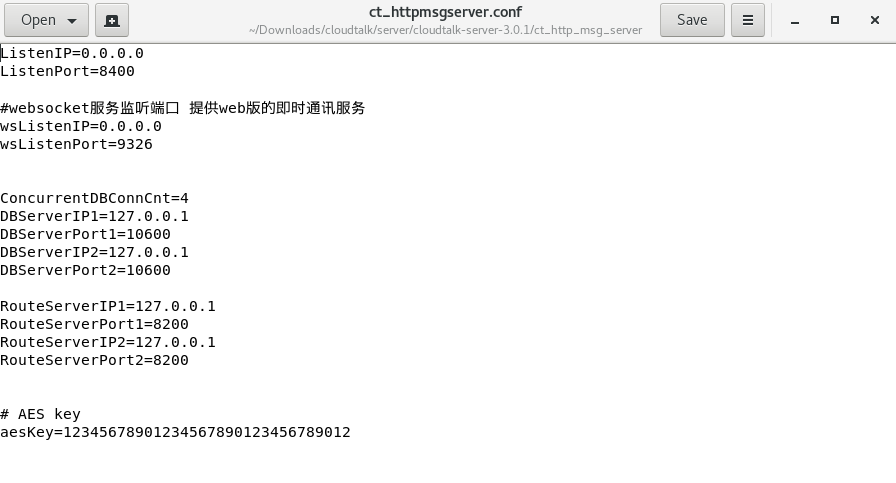 Open
ct_httpmsgserver.conf
~/Downloads/cloudtalk/server/cloudtalk-server-3.0.1/ct_http_msg_server
Save
ListenIP=0.0.0.0
ListenPort=8400
#websocket服务监听端口 提供web版的即时通讯服务
wsListenIP=0.0.0.0
wsListenPort=9326
ConcurrentDBConnCnt=4
DBServerIP1=127.0.0.1
DBServerPort1=10600
DBServerIP2=127.0.0.1
DBServerPort2=10600
RouteServerIP1=127.0.0.1
RouteServerPort1=8200
RouteServerIP2=127.0.0.1
RouteServerPort2=8200
# AES key
aesKey=12345678901234567890123456789012